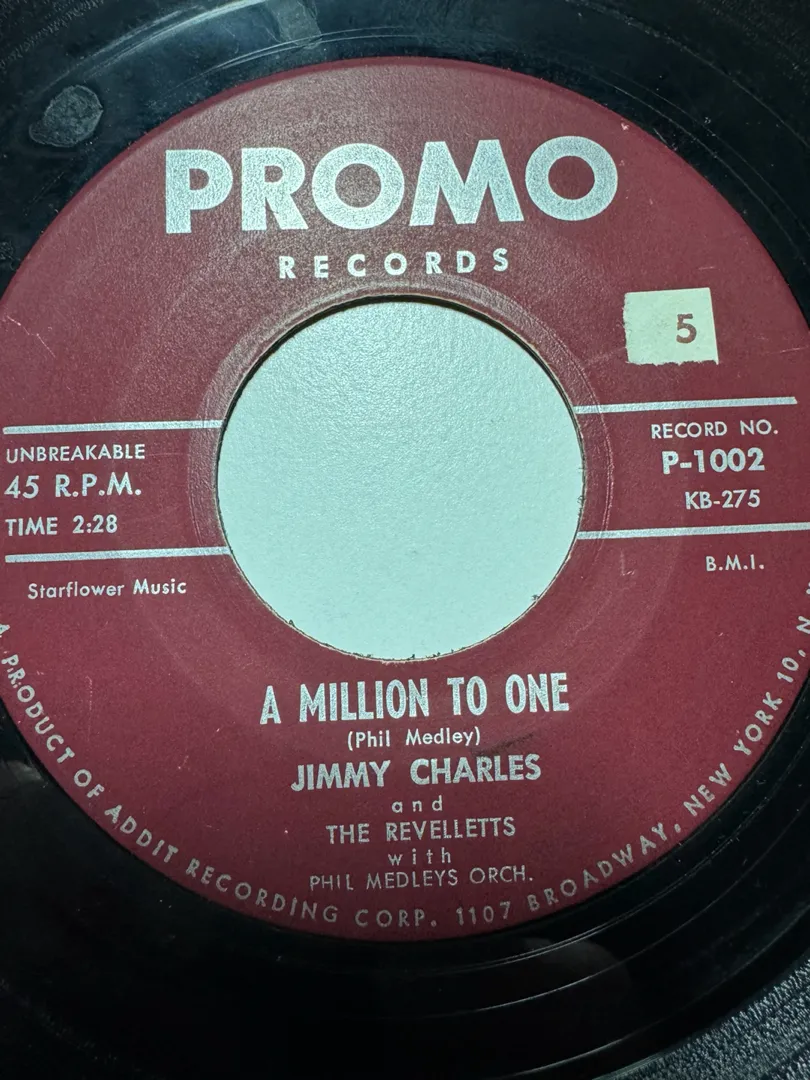 PROMO
RECORDS
5
UNBREAKABLE
45 R.P.M.
TIME 2:28
RECORD NO.
P-1002
KB-275
B.M.I.
Starflower Music
A MILLION TO ONE
(Phil Medley)
JIMMY CHARLES
and
THE REVELLETTS
with
PHIL MEDLEYS ORCH.
A PRODUCT OF ADDIT RECORDING CORP. 1107 BROADWAY, NEW YORK 10, N.